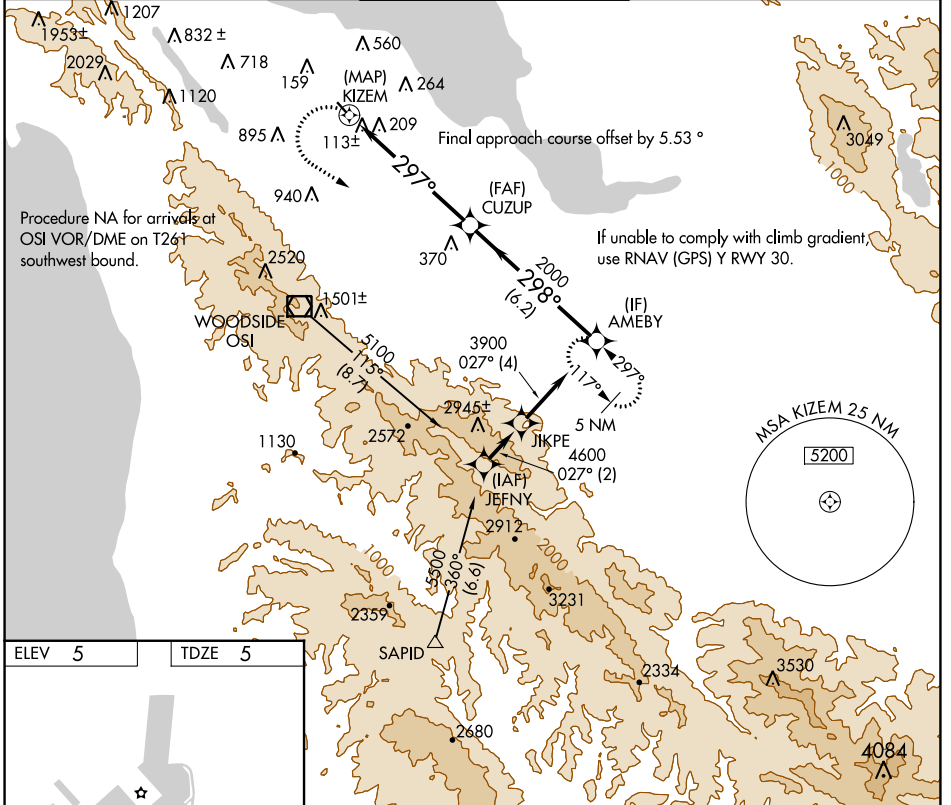 1207
1953±
832 ±
560
718
2029
159
(MAP)
KIZEM
264
1120
209
895
113±
3049
Final approach course offset by 5.53 °
1000
297°
940
(FAF)
CUZUP
Procedure NA for arrivals at
OSI VOR/DME on T261
southwest bound.
370
If unable to comply with climb gradient,
use RNAV (GPS) Y RWY 30.
2520
2000
298°
(6.2)
1501±
(IF)
AMEBY
WOODSIDE
OSI
5100
115°
(8.7)
3900
027° (4)
297°
117°
5 NM
2945±
MSA KIZEM 25 NM
5200
2572
JIKPE
1130
4600
027° (2)
(IAF)
JEFNY
2912
2000
1000
5500
360°
(6.6)
3231
2359
SAPID
ELEV 5
TDZE 5
3530
2334
2680
4084